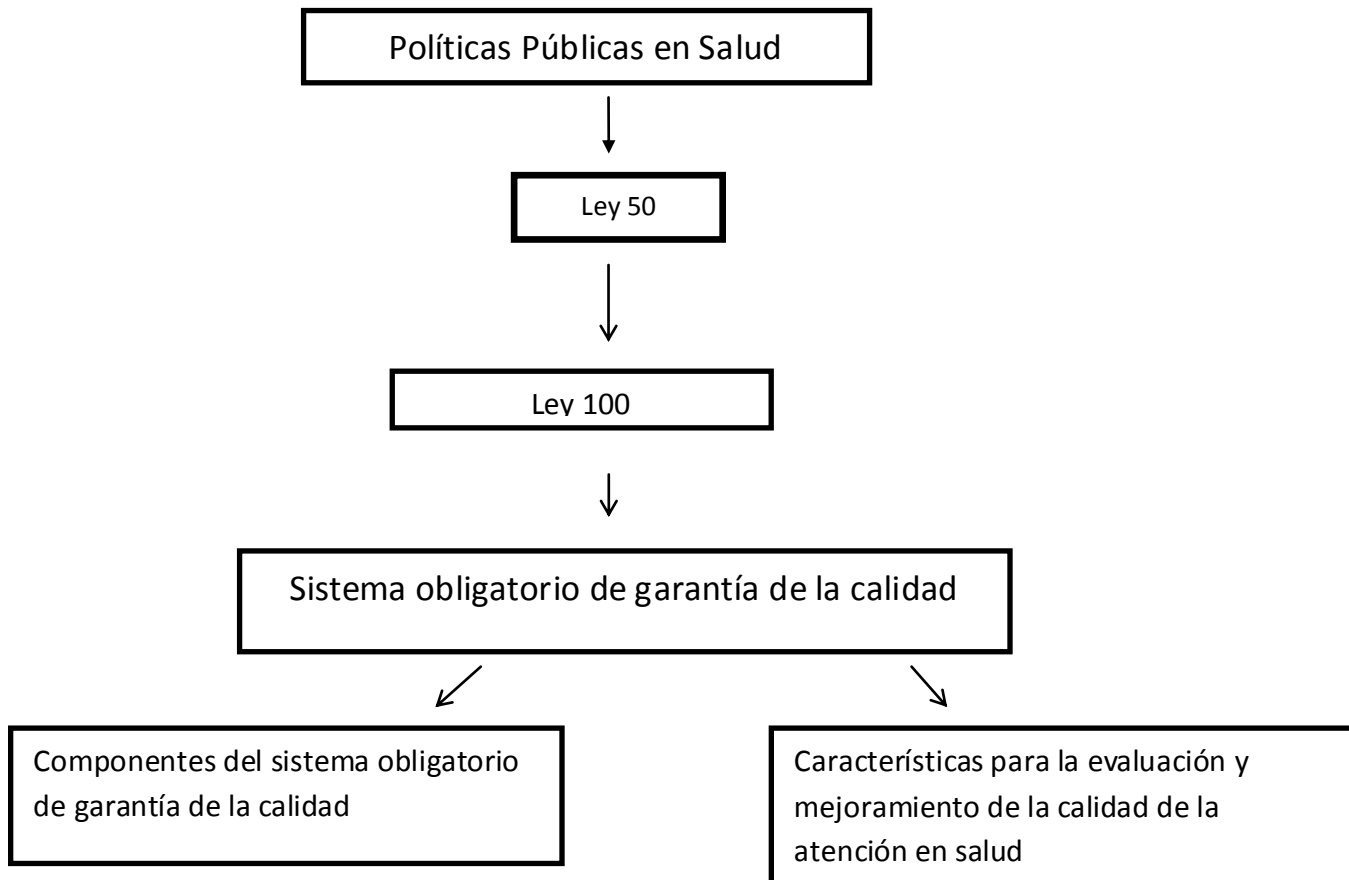 Políticas Públicas en Salud
Ley 50
Ley 100
Sistema obligatorio de garantía de la calidad
Componentes del sistema obligatorio
de garantía de la calidad
Características para la evaluación y
mejoramiento de la calidad de la
atención en salud